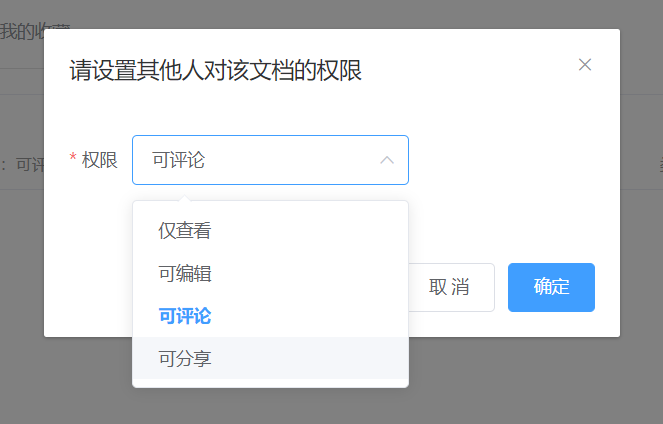 我的收藏
请设置其他人对该文档的权限
：可评
* 权限
可评论
仅查看
可编辑
可评论
可分享
取 消
确定